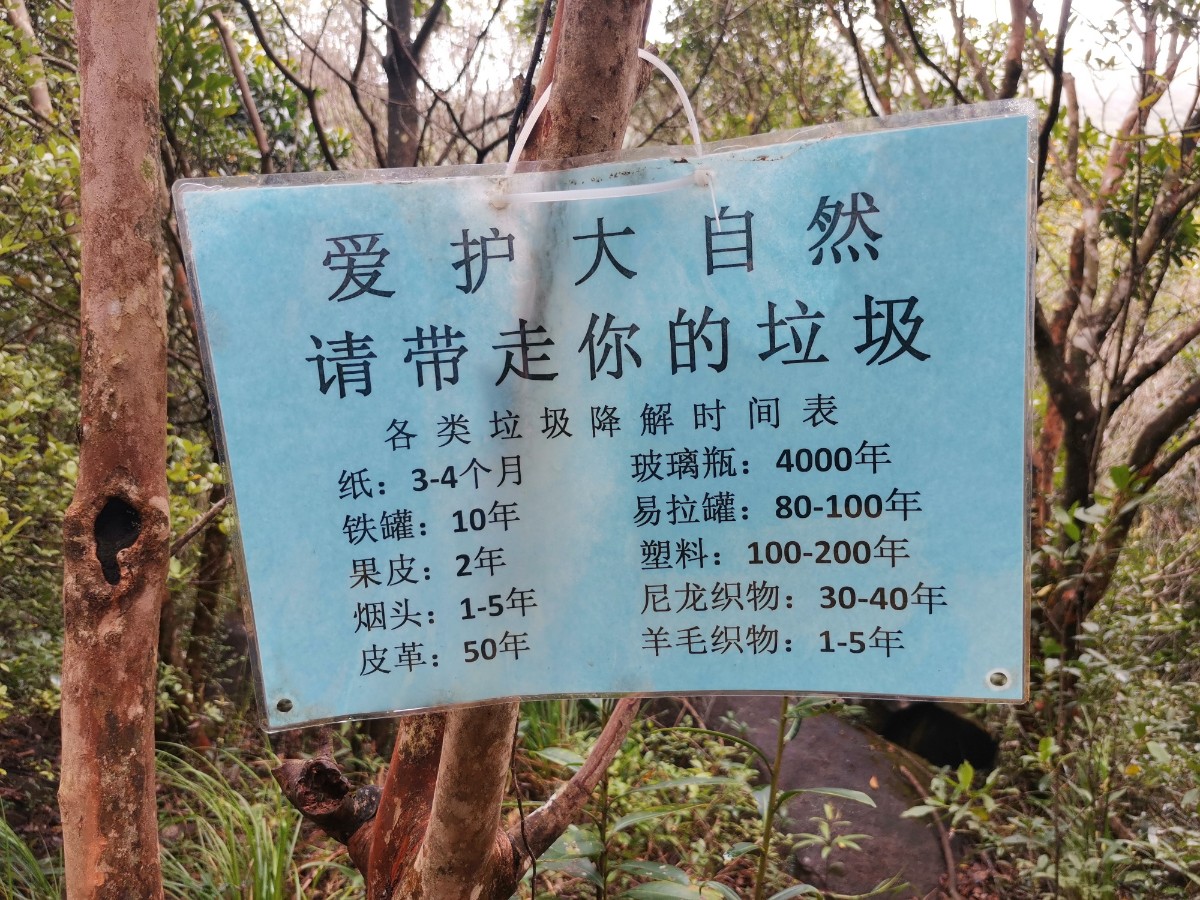 爱护大自然
请带走你的垃圾
各类垃圾降解时间表
纸：3-4个月
玻璃瓶：4000年
铁罐：10年
易拉罐：80-100年
果皮：2年
塑料：100-200年
烟头：1-5年
尼龙织物：30-40年
皮革：50年
羊毛织物：1-5年